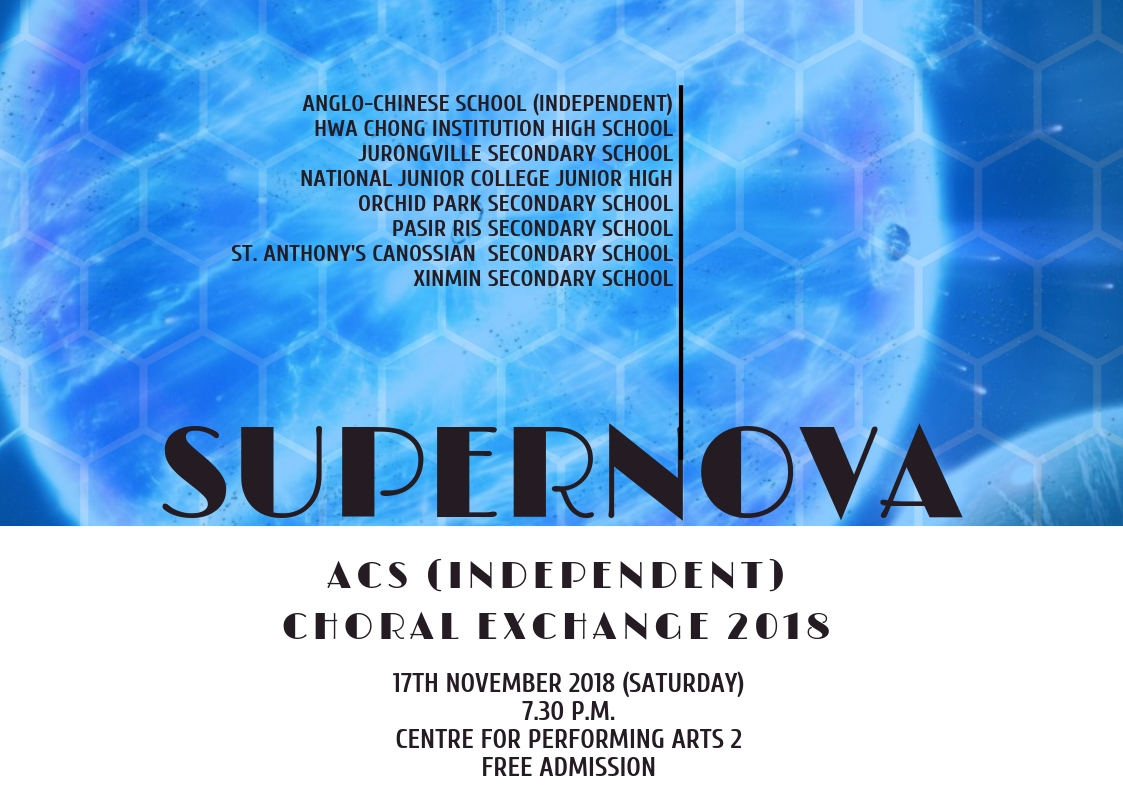 ANGLO-CHINESE SCHOOL (INDEPENDENT)
HWA CHONG INSTITUTION HIGH SCHOOL
JURONGVILLE SECONDARY SCHOOL
NATIONAL JUNIOR COLLEGE JUNIOR HIGH
ORCHID PARK SECONDARY SCHOOL
PASIR RIS SECONDARY SCHOOL
ST. ANTHONY'S CANOSSIAN  SECONDARY SCHOOL
XINMIN SECONDARY SCHOOL
SUPERNOVA
ACS (INDEPENDENT)
CHORAL EXCHANGE 2018
17TH NOVEMBER 2018 (SATURDAY)
7.30 P.M.
CENTRE FOR PERFORMING ARTS 2
FREE ADMISSION